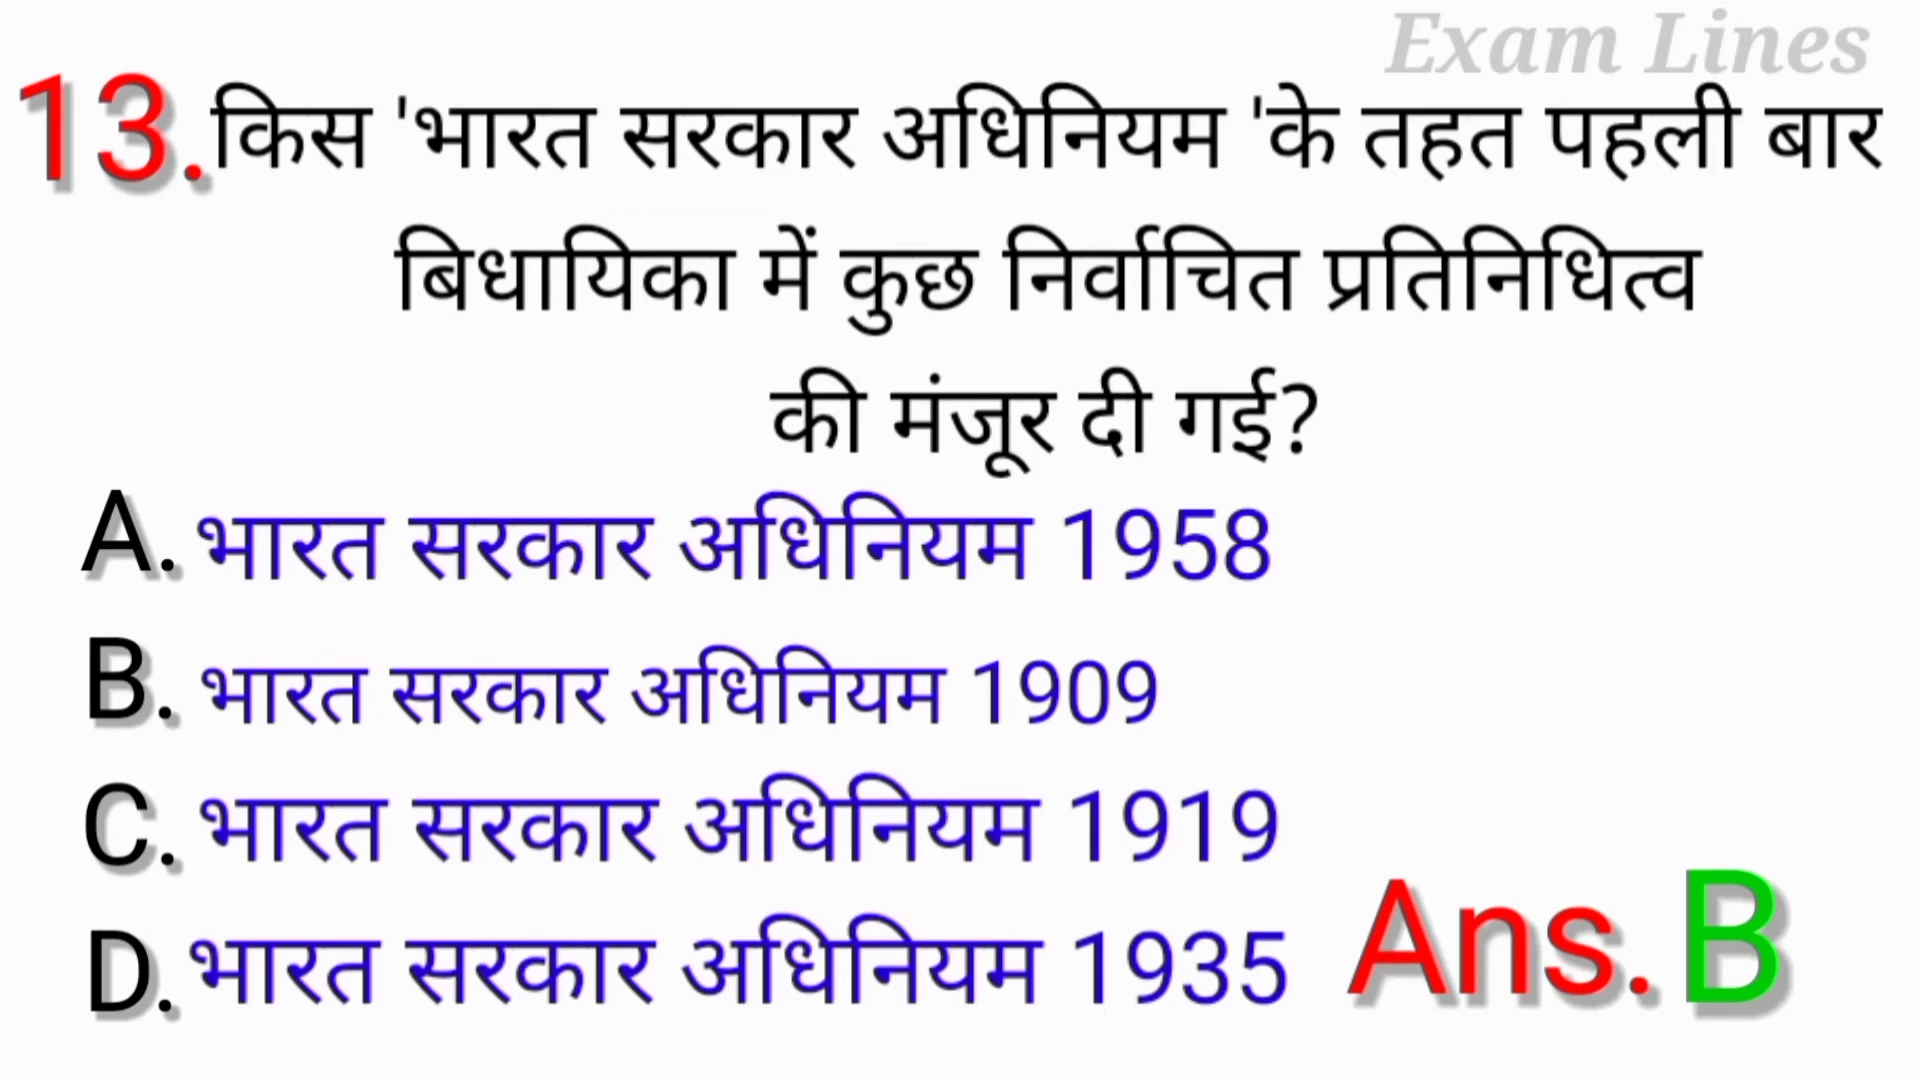 Exam Lines
13.किस 'भारत सरकार अधिनियम 'के तहत पहली बार
बिधायिका में कुछ निर्वाचित प्रतिनिधित्व
की मंजूर दी गई?
A. भारत सरकार अधिनियम 1958
B. भारत सरकार अधिनियम 1909
C. भारत सरकार अधिनियम 1919
D. भारत सरकार अधिनियम 1935
Ans. B